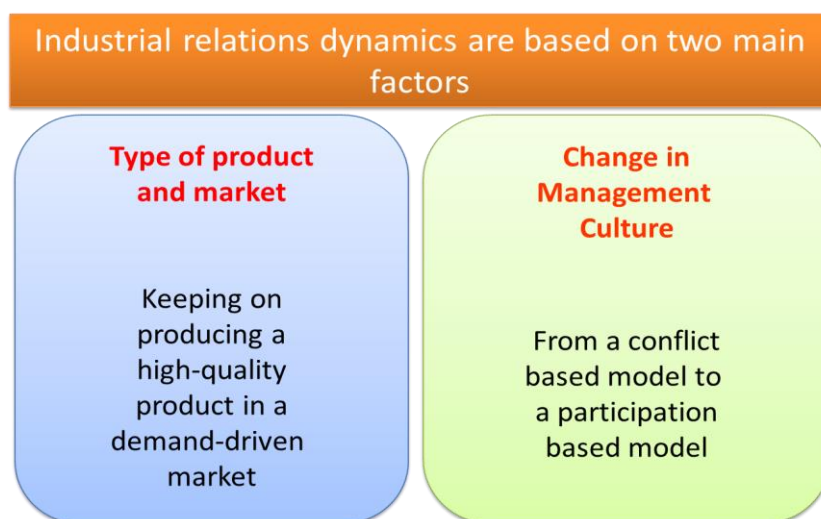 Industrial relations dynamics are based on two main
factors
Type of product
and market
Keeping on
producing a
high-quality
product in a
demand-driven
market
Change in
Management
Culture
From a conflict
based model to
a participation
based model